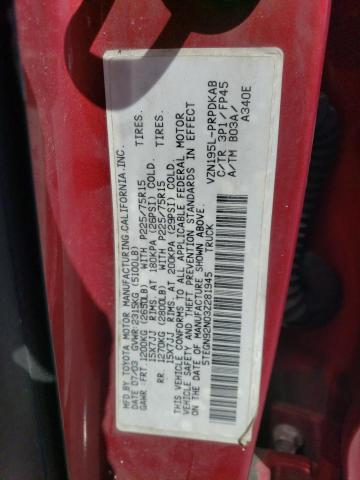 MFD BY TOYOTA MOTOR MANUFACTURING, CALIFORNIA, INC.
DATE 07/03 GVWR 2315KG (5100LB)
GAWR FRT 1200KG (2650LB) WITH P225/75R15 TIRES.
15X7JJ RIMS. AT 180KPA (26PSI) COLD.
RR 1270KG (2800LB) WITH P225/75R15 TIRES.
15X7JJ RIMS. AT 200KPA (29PSI) COLD.
THIS VEHICLE CONFORMS TO ALL APPLICABLE FEDERAL MOTOR
VEHICLE SAFETY AND THEFT PREVENTION STANDARDS IN EFFECT
ON THE DATE OF MANUFACTURE SHOWN ABOVE.
5TEGN92N03Z281945 TRUCK
VZN195L-PRPDKAB
C/TR 3P1/FP45
A/TM B03A/
A340E